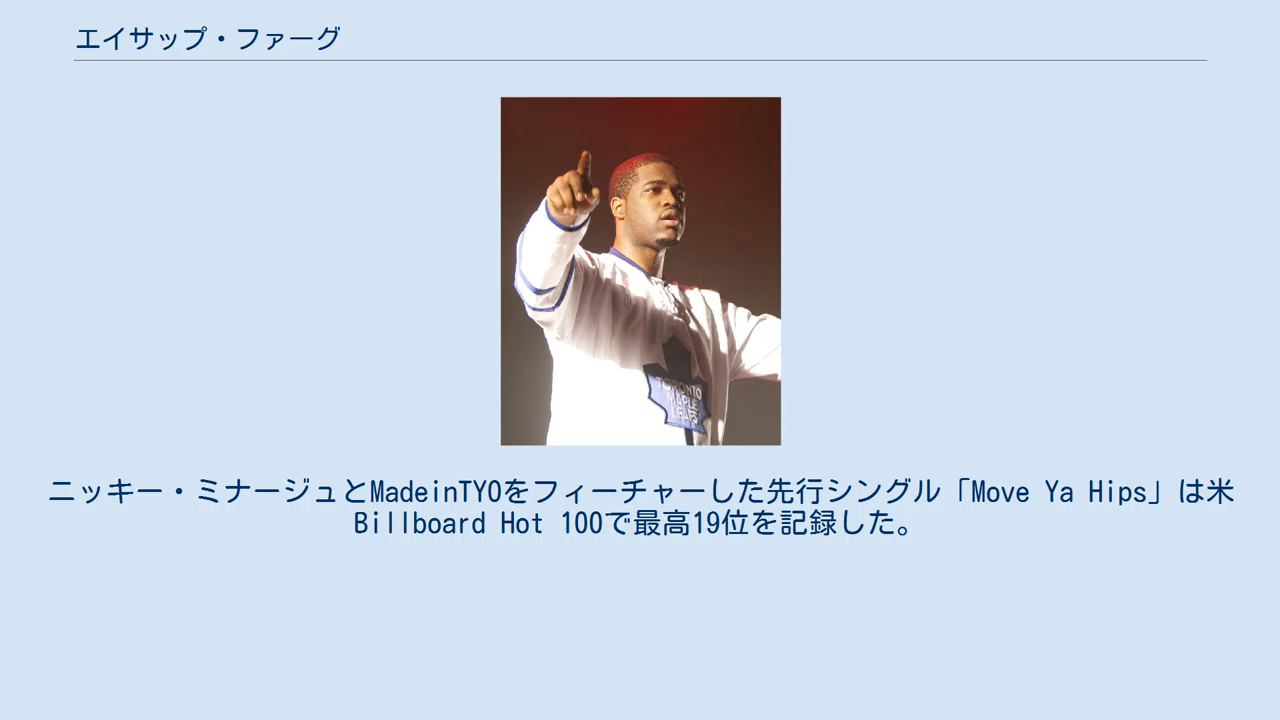 エイサップ・ファーグ
TORONTO
MAPLE
LEAFS
ニッキー・ミナージュとMadeinTYOをフィーチャーした先行シングル「Move Ya Hips」は米
Billboard Hot 100で最高19位を記録した。